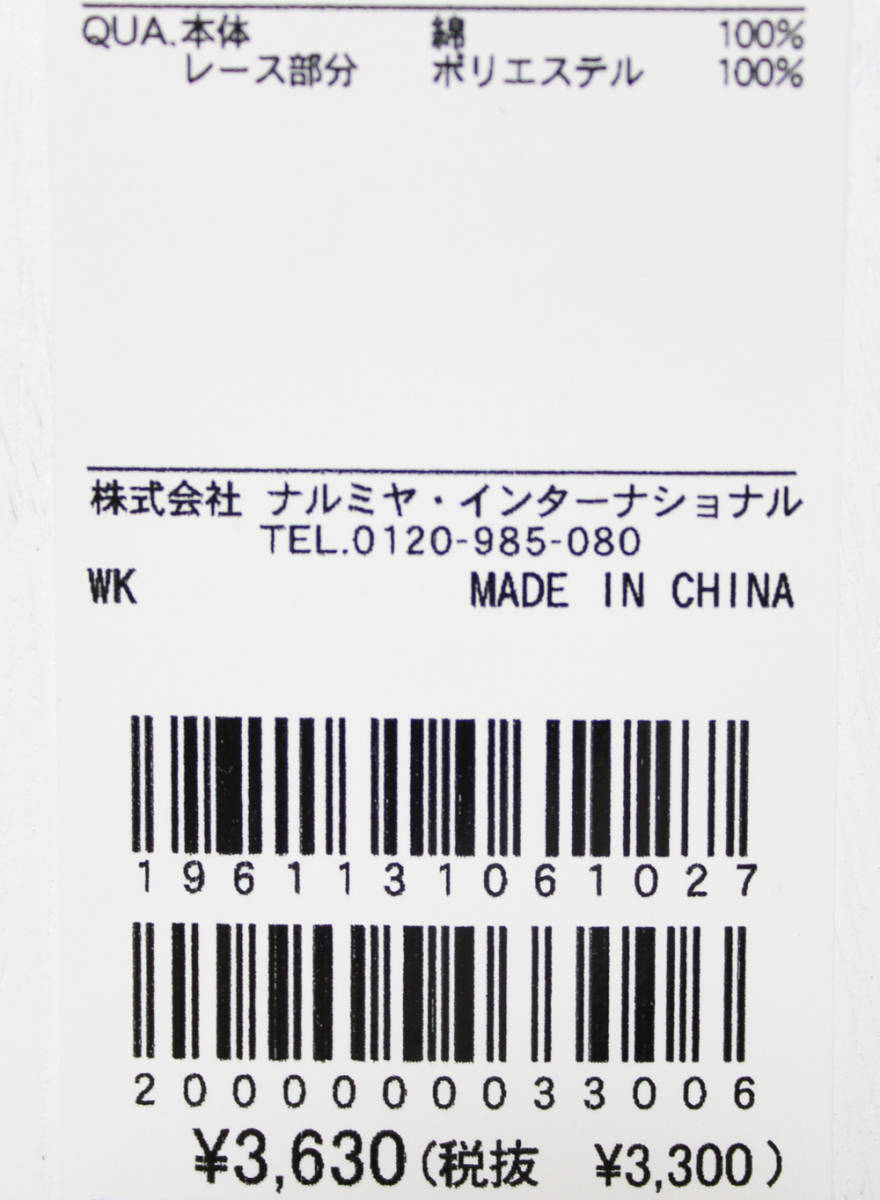 QUA.本体 綿 100%
レース部分 ポリエステル 100%
株式会社 ナルミヤ・インターナショナル
TEL.0120-985-080
WK MADE IN CHINA
1961131061027
2000000033006
¥3,630(税抜 ¥3,300)